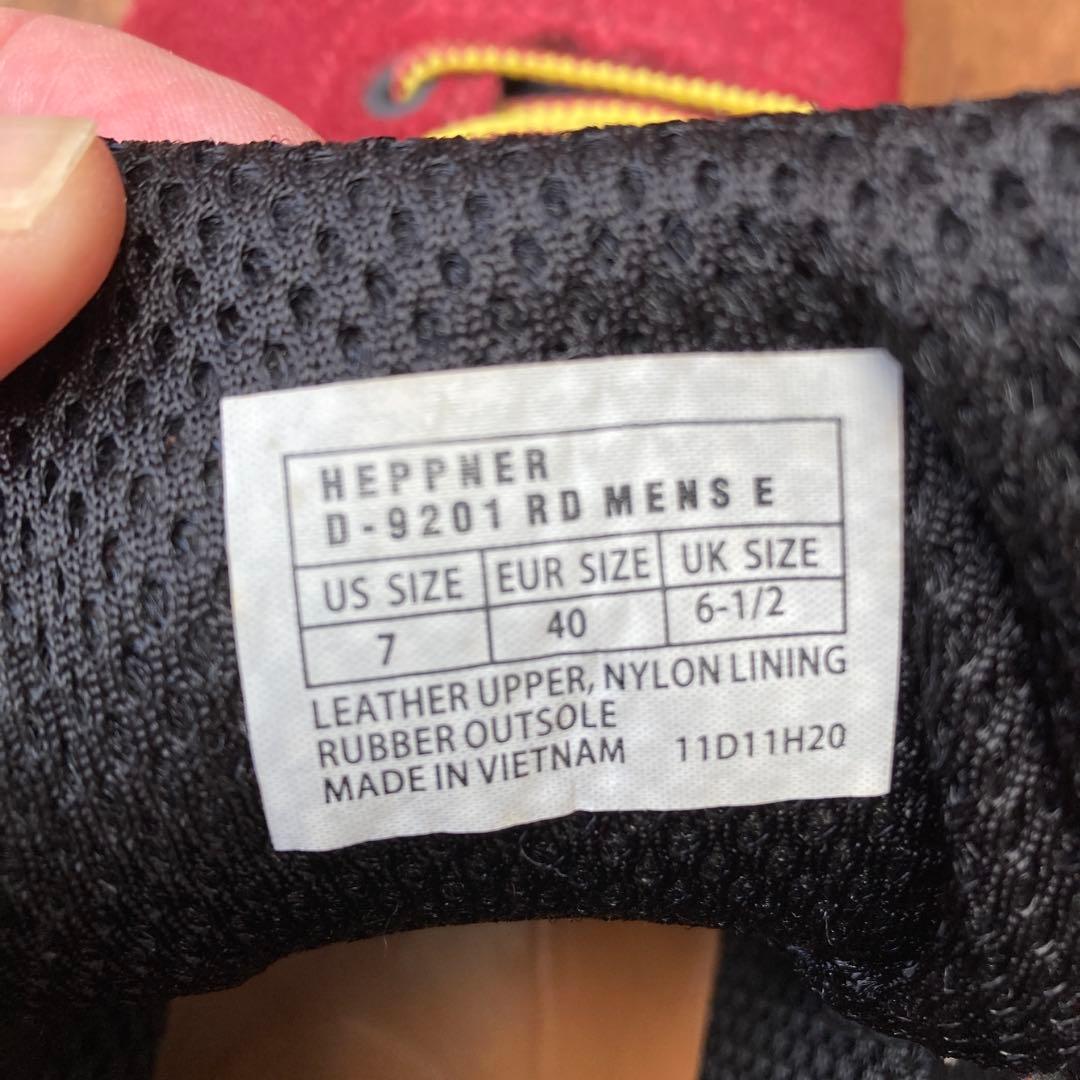 HEPPNER
D-9201 RD MENS E
US SIZE EUR SIZE UK SIZE
7 40 6-1/2
LEATHER UPPER, NYLON LINING
RUBBER OUTSOLE
MADE IN VIETNAM 11D11H20